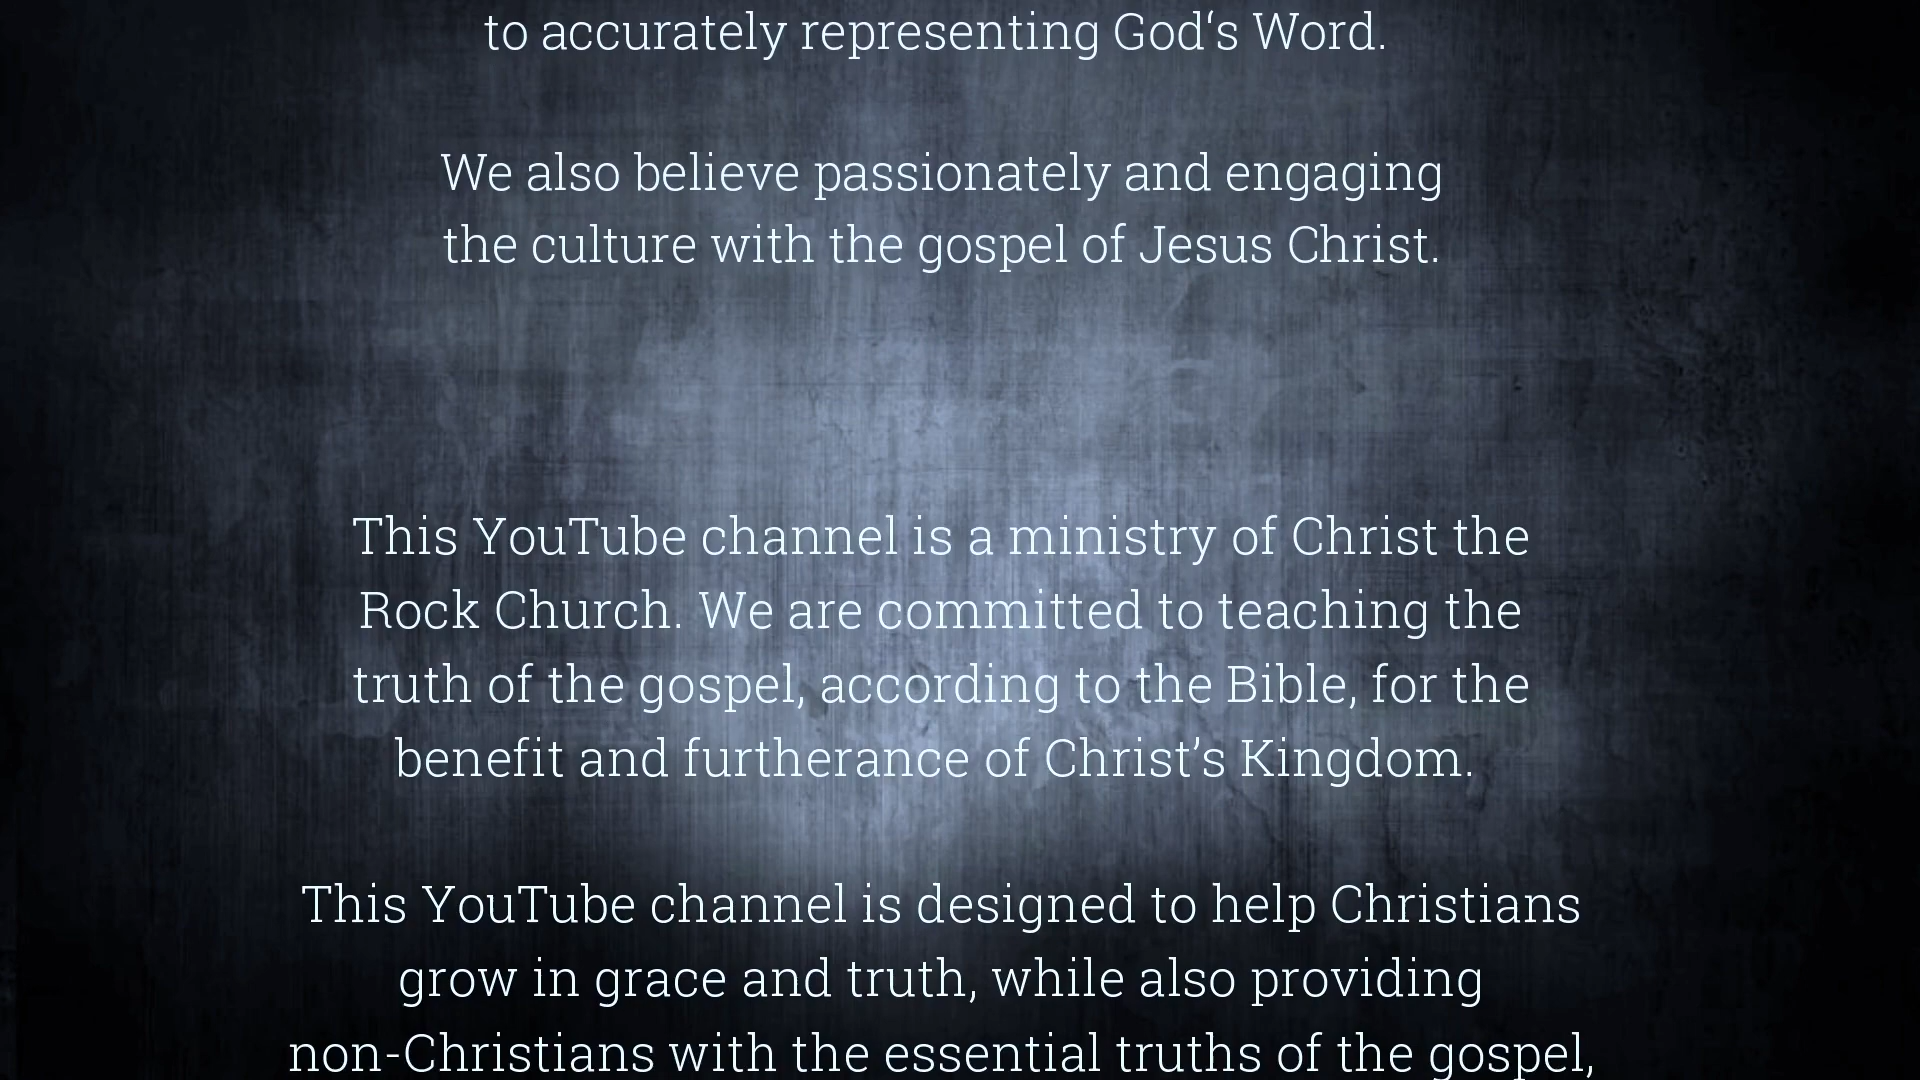 to accurately representing God‘s Word.
We also believe passionately and engaging
the culture with the gospel of Jesus Christ.
This YouTube channel is a ministry of Christ the
Rock Church. We are committed to teaching the
truth of the gospel, according to the Bible, for the
benefit and furtherance of Christ’s Kingdom.
This YouTube channel is designed to help Christians
grow in grace and truth, while also providing
non-Christians with the essential truths of the gospel,